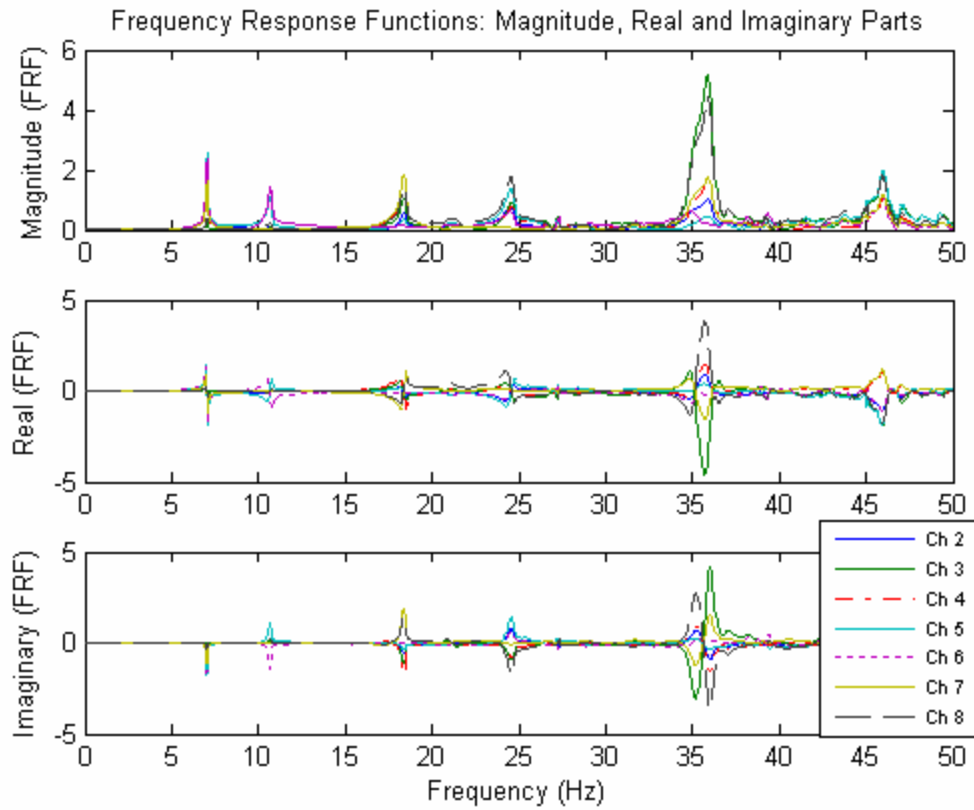 Frequency Response Functions: Magnitude, Real and Imaginary Parts
Magnitude (FRF)
6
4
2
0
0 5 10 15 20 25 30 35 40 45 50
Real (FRF)
5
0
-5
0 5 10 15 20 25 30 35 40 45 50
Imaginary (FRF)
5
0
-5
0 5 10 15 20 25 30 35 40 45 50
Frequency (Hz)
Ch 2
Ch 3
Ch 4
Ch 5
Ch 6
Ch 7
Ch 8